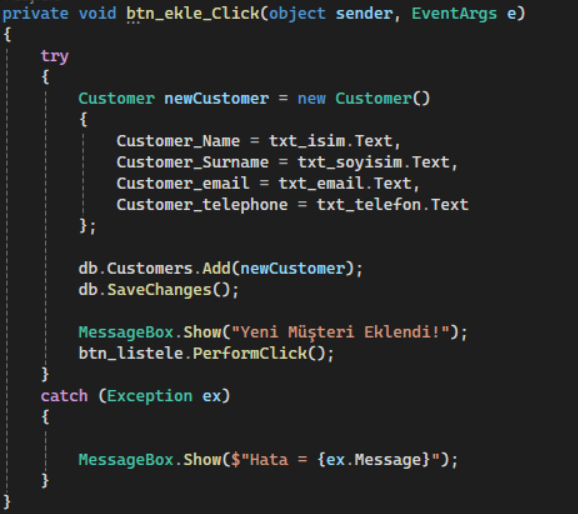 private void btn_ekle_Click(object sender, EventArgs e)
{
try
{
Customer newCustomer = new Customer()
{
Customer_Name = txt_isim.Text,
Customer_Surname = txt_soyisim.Text,
Customer_email = txt_email.Text,
Customer_telephone = txt_telefon.Text
};
db.Customers.Add(newCustomer);
db.SaveChanges();
MessageBox.Show("Yeni Müşteri Eklendi!");
btn_listele.PerformClick();
}
catch (Exception ex)
{
MessageBox.Show($"Hata = {ex.Message}");
}
}